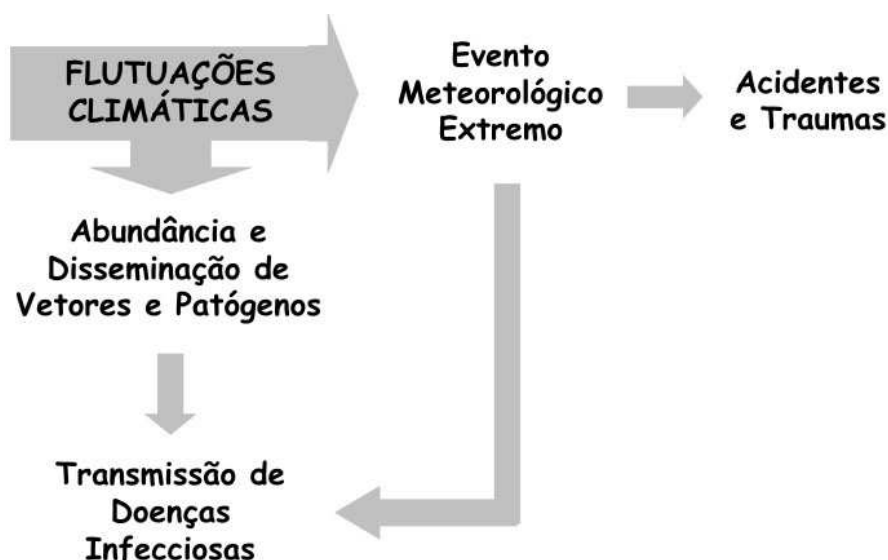 FLUTUAÇÕES
CLIMÁTICAS
Evento
Meteorológico
Extremo
Acidentes
e Traumas
Abundância e
Disseminação de
Vetores e Patógenos
Transmissão de
Doenças
Infecciosas